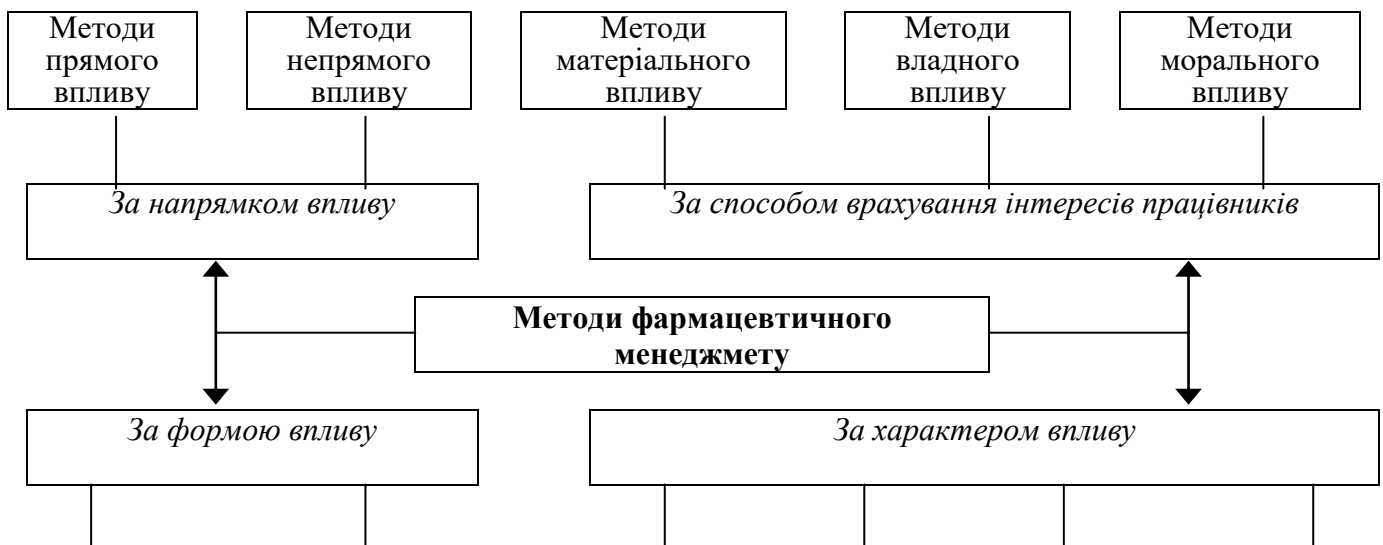 Методи
прямого
впливу
Методи
непрямого
впливу
Методи
матеріального
впливу
Методи
владного
впливу
Методи
морального
впливу
За напрямком впливу
За способом врахування інтересів працівників
Методи фармацевтичного
менеджмету
За формою впливу
За характером впливу